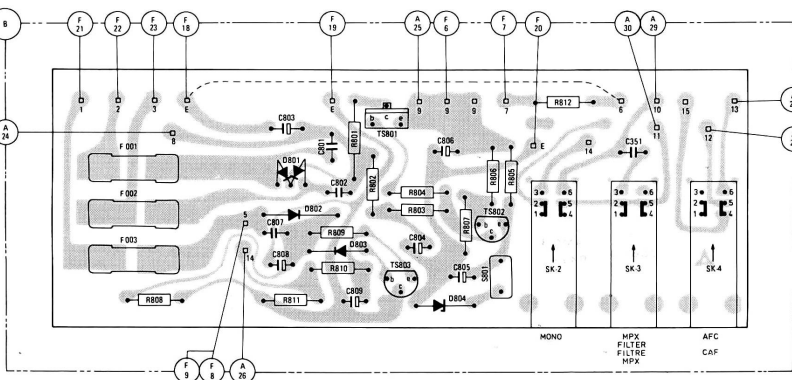 B
F 21
F 22
F 23
F 18
F 19
A 25
F 6
F 7
F 20
A 30
A 29
A 24
1
2
3
E
E
9
9
9
7
R812
6
10
15
13
8
C803
C801
R801
TS801
b
c
e
C806
E
14
C351
11
12
F001
D801
C802
R802
R804
R803
R806
R805
F002
D802
C807
R809
R807
TS802
b
c
e
3
6
2
5
1
4
3
6
2
5
1
4
3
6
2
5
1
4
F003
5
14
D803
C804
C808
R810
TS803
b
c
e
C805
S801
SK-2
SK-3
SK-4
R808
R811
C809
D804
MONO
MPX
FILTER
FILTRE
MPX
AFC
CAF
F 9
F 8
A 26